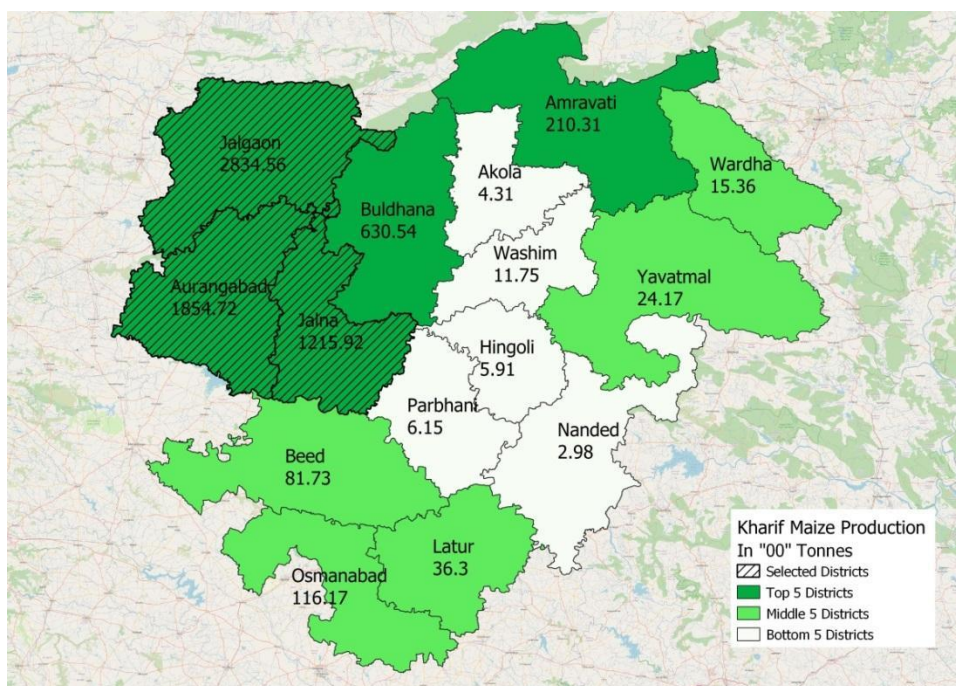 Amravati
210.31
Jalgaon
2834.56
Akola
4.31
Wardha
15.36
Buldhana
630.54
Washim
11.75
Aurangabad
1854.72
Yavatmal
24.17
Jalna
1215.92
Hingoli
5.91
Parbhani
6.15
Nanded
2.98
Beed
81.73
Latur
36.3
Osmanabad
116.17
Kharif Maize Production
In "00" Tonnes
Selected Districts
Top 5 Districts
Middle 5 Districts
Bottom 5 Districts